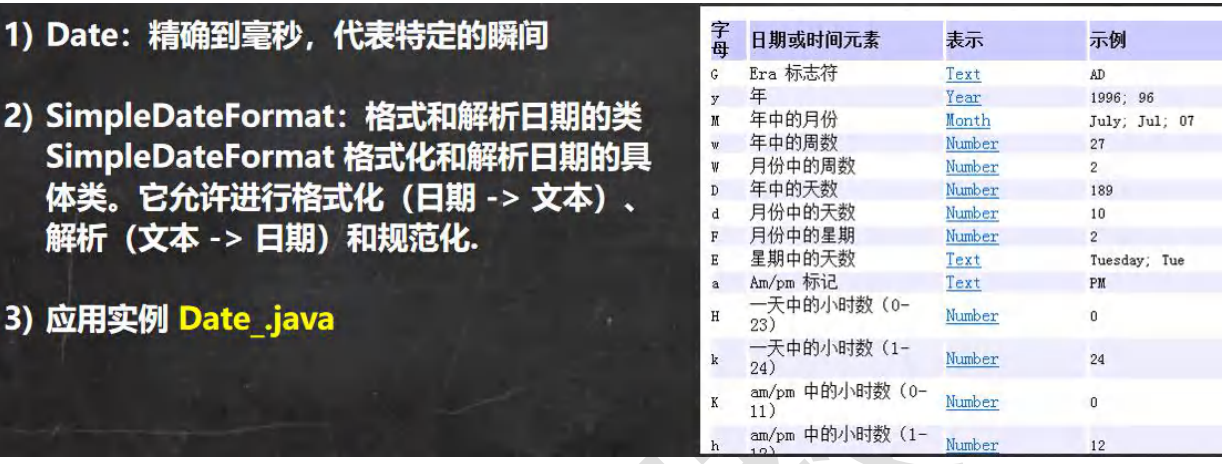 1) Date：精确到毫秒，代表特定的瞬间
2) SimpleDateFormat：格式和解析日期的类
SimpleDateFormat 格式化和解析日期的具
体类。它允许进行格式化（日期 -> 文本）、
解析（文本 -> 日期）和规范化.
3) 应用实例 Date_.java
字母 日期或时间元素 表示 示例
G Era 标志符 Text AD
y 年 Year 1996; 96
M 年中的月份 Month July; Jul; 07
w 年中的周数 Number 27
W 月份中的周数 Number 2
D 年中的天数 Number 189
d 月份中的天数 Number 10
F 月份中的星期 Number 2
E 星期中的天数 Text Tuesday; Tue
a Am/pm 标记 Text PM
H 一天中的小时数（0-23） Number 0
k 一天中的小时数（1-24） Number 24
K am/pm 中的小时数（0-11） Number 0
h am/pm 中的小时数（1-12） Number 12